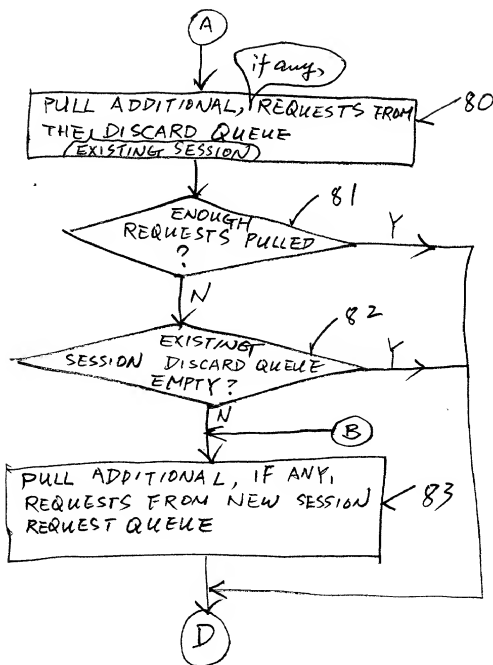 A
if any,
PULL ADDITIONAL, REQUESTS FROM
THE, DISCARD QUEUE
EXISTING SESSION
80
81
ENOUGH
REQUESTS PULLED
?
Y
N
82
EXISTING
SESSION DISCARD QUEUE
EMPTY?
Y
N
B
PULL ADDITIONAL, IF ANY,
REQUESTS FROM NEW SESSION
REQUEST QUEUE
83
D